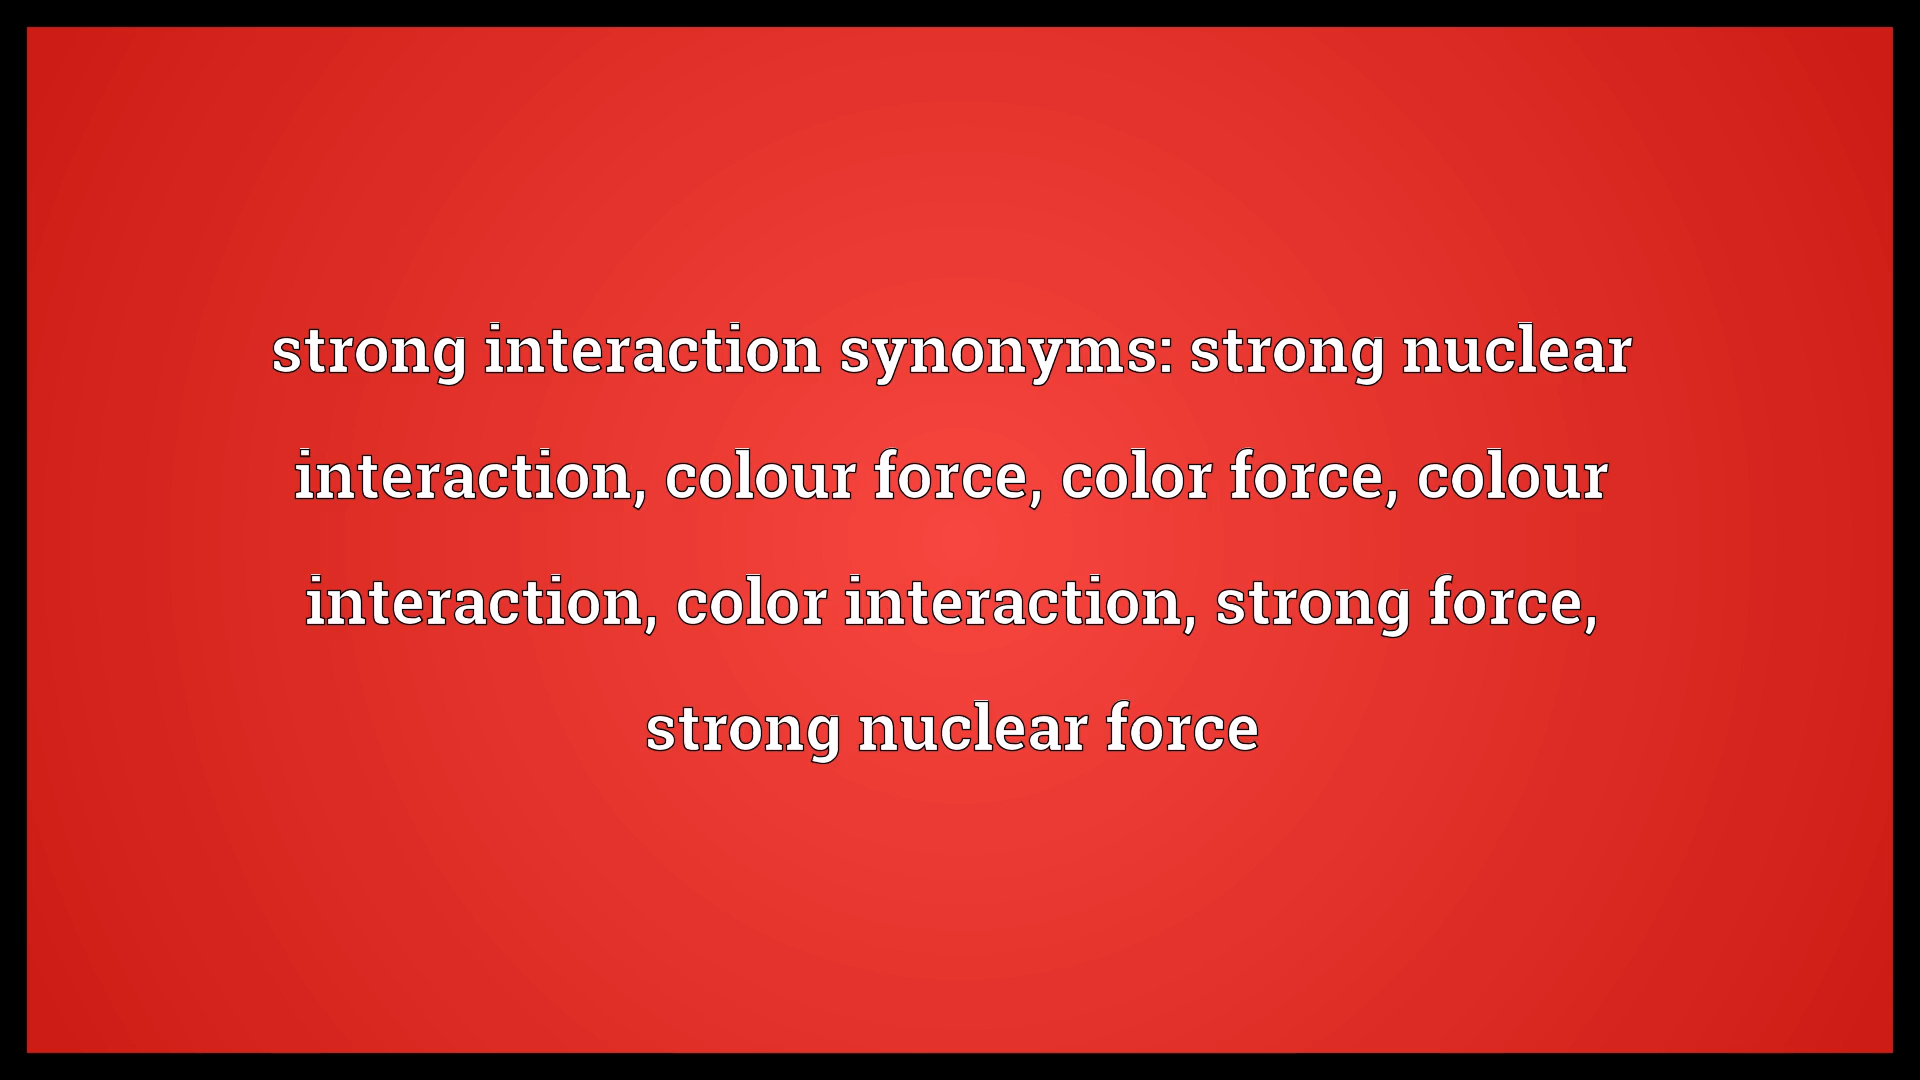 strong interaction synonyms: strong nuclear
interaction, colour force, color force, colour
interaction, color interaction, strong force,
strong nuclear force